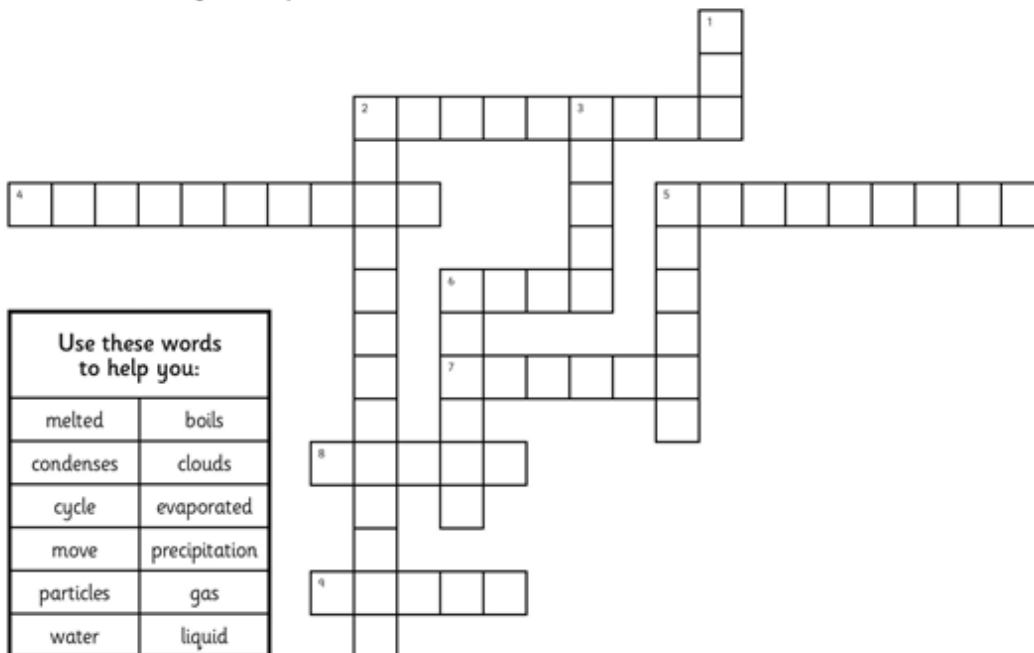 1
2
3
4
5
6
7
8
9
Use these words
to help you:
melted boils
condenses clouds
cycle evaporated
move precipitation
particles gas
water liquid